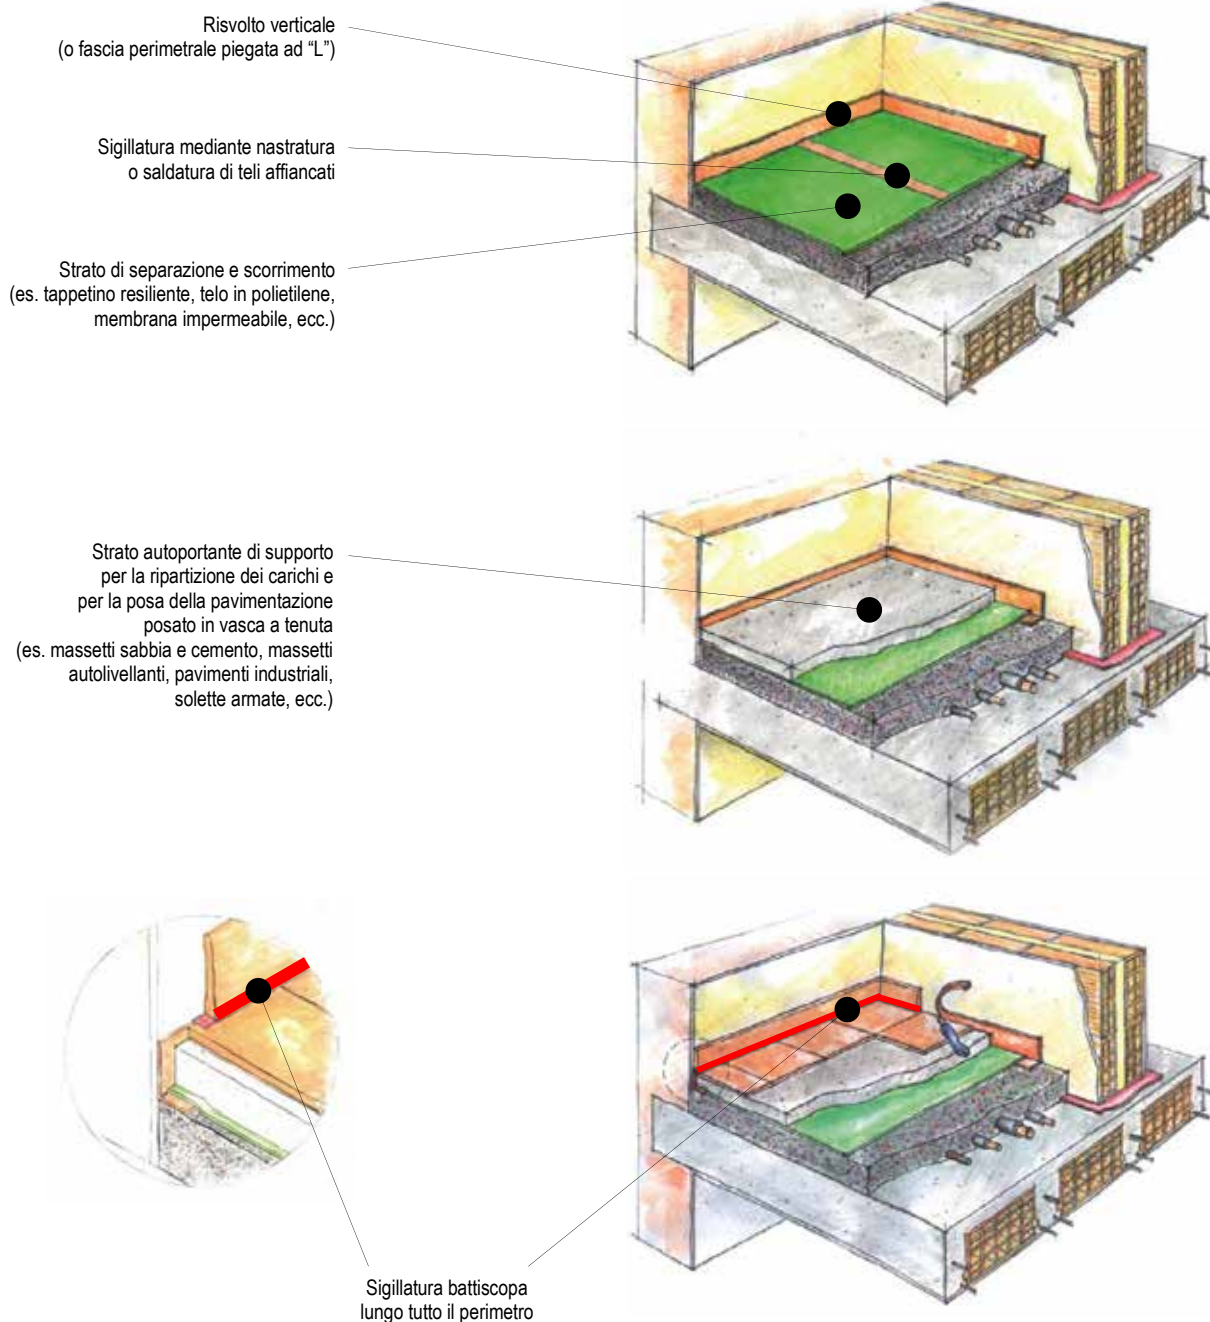 Risvolto verticale
(o fascia perimetrale piegata ad “L”)
Sigillatura mediante nastratura
o saldatura di teli affiancati
Strato di separazione e scorrimento
(es. tappetino resiliente, telo in polietilene,
membrana impermeabile, ecc.)
Strato autoportante di supporto
per la ripartizione dei carichi e
per la posa della pavimentazione
posato in vasca a tenuta
(es. massetti sabbia e cemento, massetti
autolivellanti, pavimenti industriali,
solette armate, ecc.)
Sigillatura battiscopa
lungo tutto il perimetro